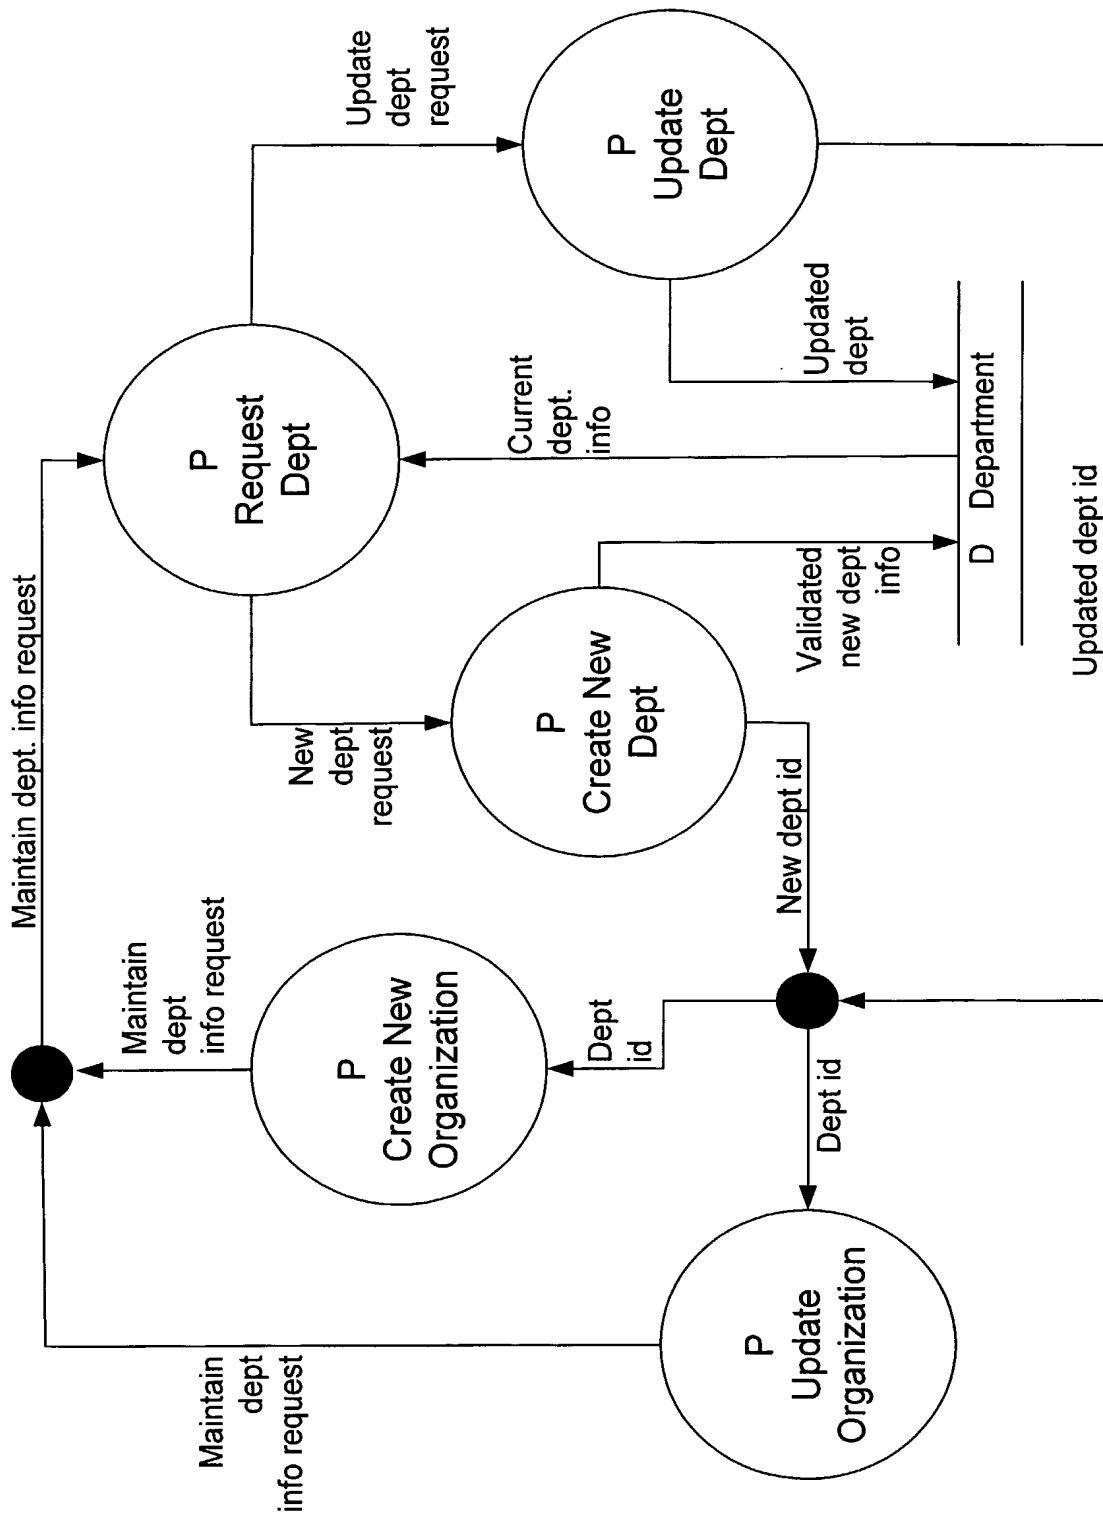 Maintain dept. info request
Maintain
dept
info request
Maintain
dept
info request
P
Request
Dept
Update
dept
request
New
dept
request
P
Create New
Organization
P
Create New
Dept
P
Update
Dept
Current
dept.
info
Dept
id
New dept id
Validated
new dept
info
Updated
dept
P
Update
Organization
Dept id
D Department
Updated dept id